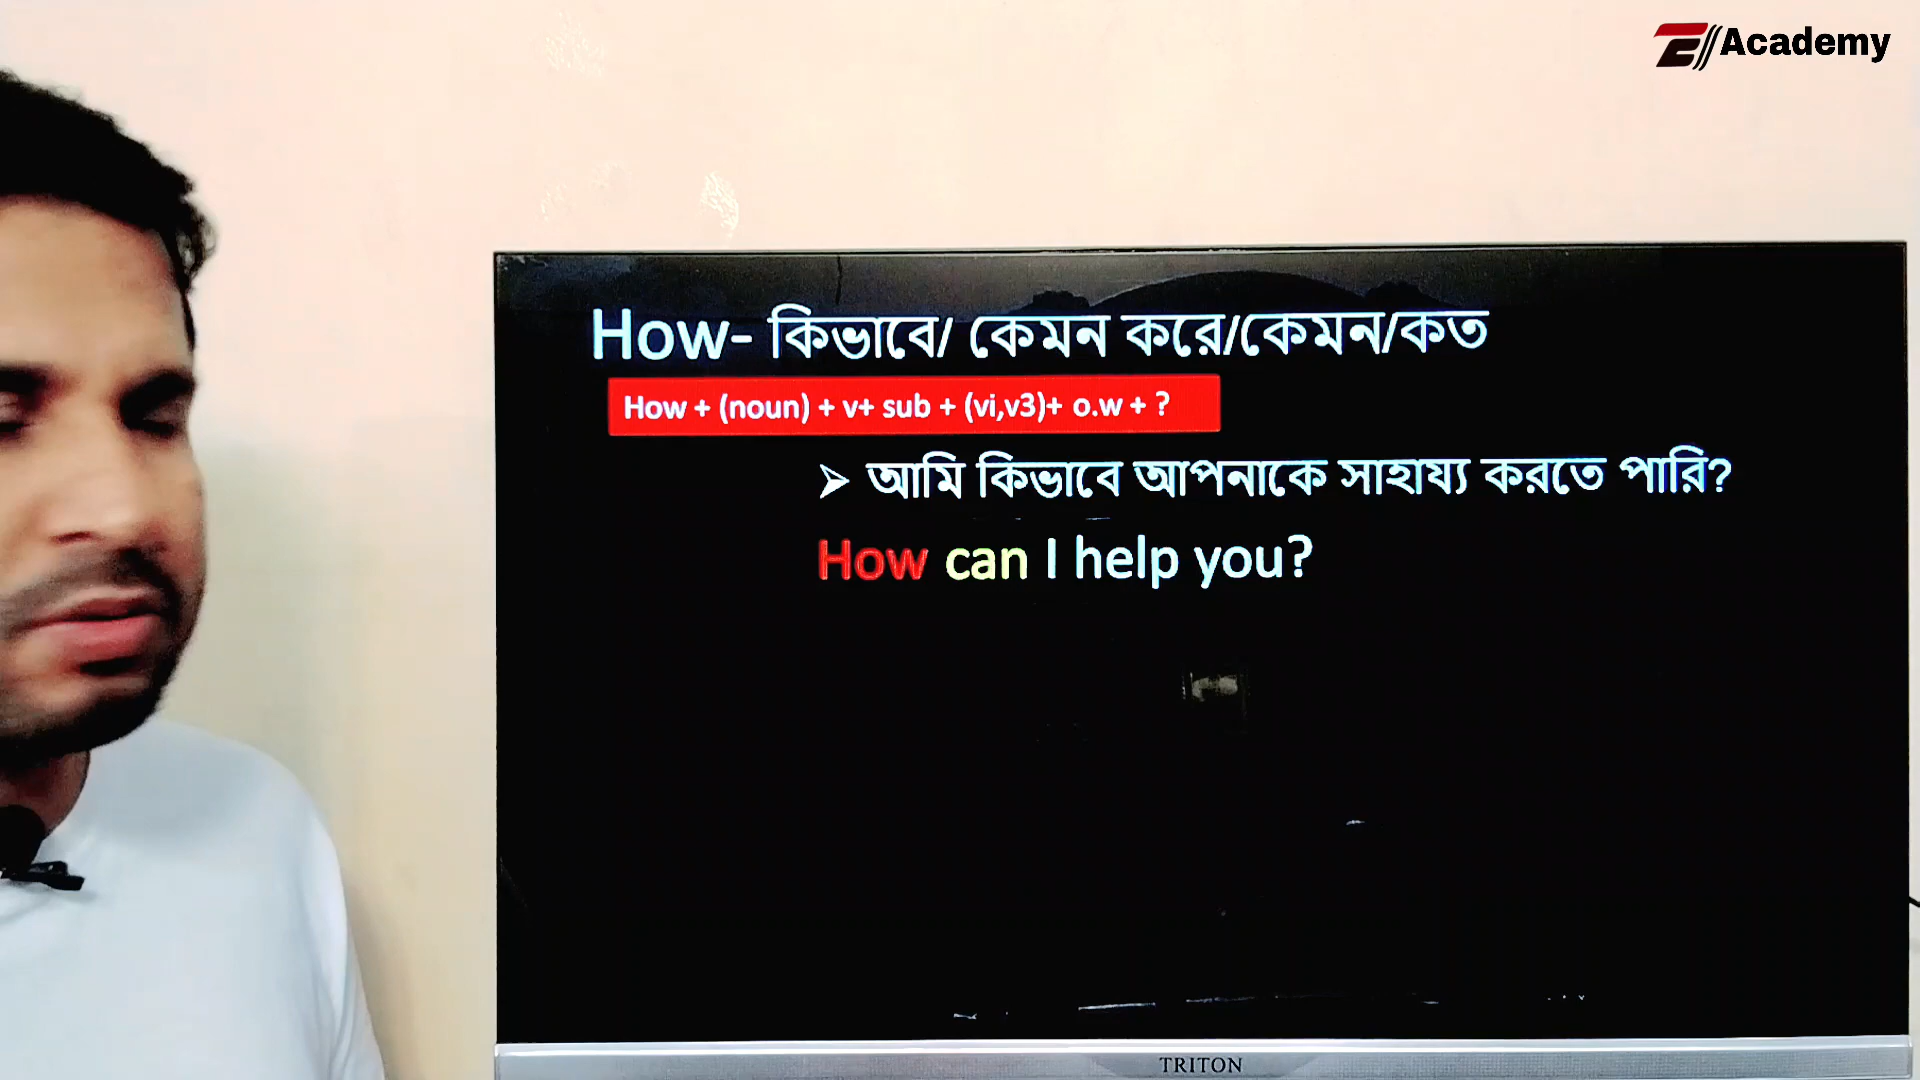 Academy
How- কিভাবে/ কেমন করে/কেমন/কত
How + (noun) + v+ sub + (vi,v3)+ o.w + ?
➢ আমি কিভাবে আপনাকে সাহায্য করতে পারি?
How can I help you?
TRITON